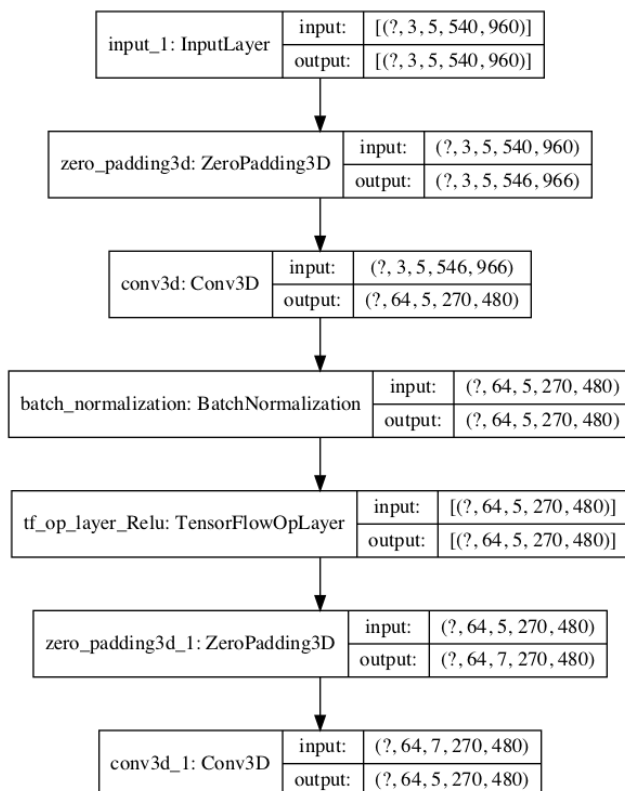 input_1: InputLayer
input: [(?, 3, 5, 540, 960)]
output: [(?, 3, 5, 540, 960)]
zero_padding3d: ZeroPadding3D
input: (?, 3, 5, 540, 960)
output: (?, 3, 5, 546, 966)
conv3d: Conv3D
input: (?, 3, 5, 546, 966)
output: (?, 64, 5, 270, 480)
batch_normalization: BatchNormalization
input: (?, 64, 5, 270, 480)
output: (?, 64, 5, 270, 480)
tf_op_layer_Relu: TensorFlowOpLayer
input: [(?, 64, 5, 270, 480)]
output: [(?, 64, 5, 270, 480)]
zero_padding3d_1: ZeroPadding3D
input: (?, 64, 5, 270, 480)
output: (?, 64, 7, 270, 480)
conv3d_1: Conv3D
input: (?, 64, 7, 270, 480)
output: (?, 64, 5, 270, 480)